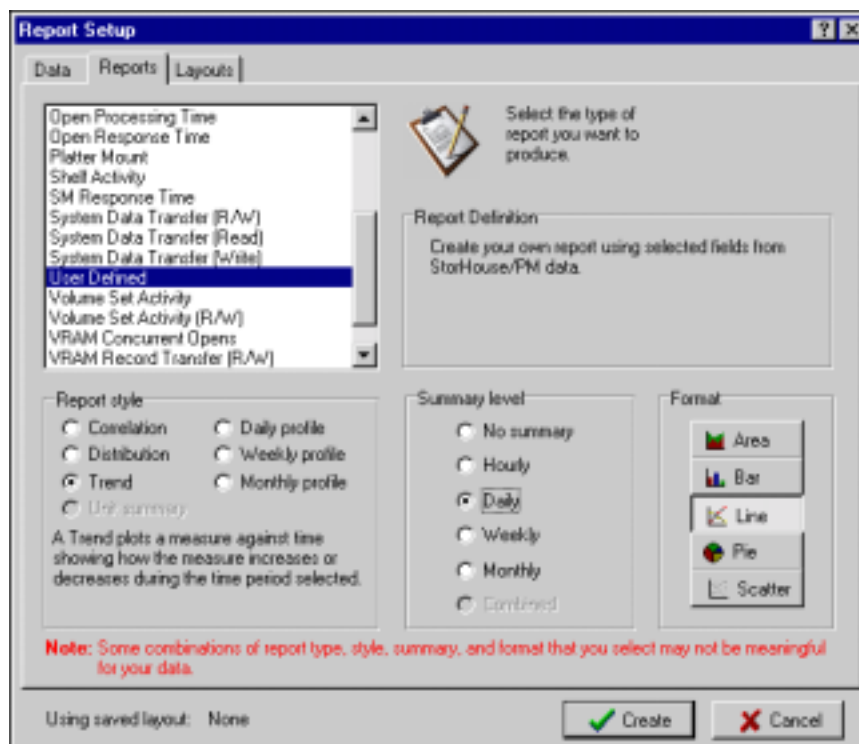 Report Setup
Data Reports Layouts
Open Processing Time
Open Response Time
Platter Mount
Shelf Activity
SM Response Time
System Data Transfer (R/W)
System Data Transfer (Read)
System Data Transfer (Write)
User Defined
Volume Set Activity
Volume Set Activity (R/W)
VRAM Concurrent Opens
VRAM Record Transfer (R/W)
Select the type of
report you want to
produce.
Report Definition
Create your own report using selected fields from
StorHouse/PM data.
Report style
Correlation
Distribution
Trend
Unit summary
Daily profile
Weekly profile
Monthly profile
A Trend plots a measure against time
showing how the measure increases or
decreases during the time period selected.
Summary level
No summary
Hourly
Daily
Weekly
Monthly
Combined
Format
Area
Bar
Line
Pie
Scatter
Note: Some combinations of report type, style, summary, and format that you select may not be meaningful
for your data.
Using saved layout: None
Create
Cancel